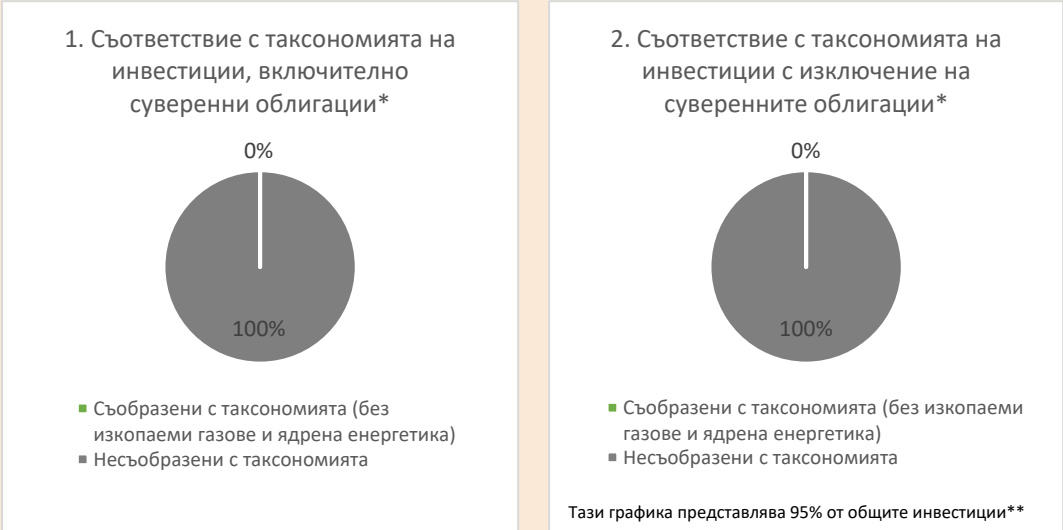 1. Съответствие с таксономията на
инвестиции, включително
суверенни облигации*
0%
100%
Съобразени с таксономията (без
изкопаеми газове и ядрена енергетика)
Несъобразени с таксономията
2. Съответствие с таксономията на
инвестиции с изключение на
суверенните облигации*
0%
100%
Съобразени с таксономията (без изкопаеми
газове и ядрена енергетика)
Несъобразени с таксономията
Тази графика представлява 95% от общите инвестиции**